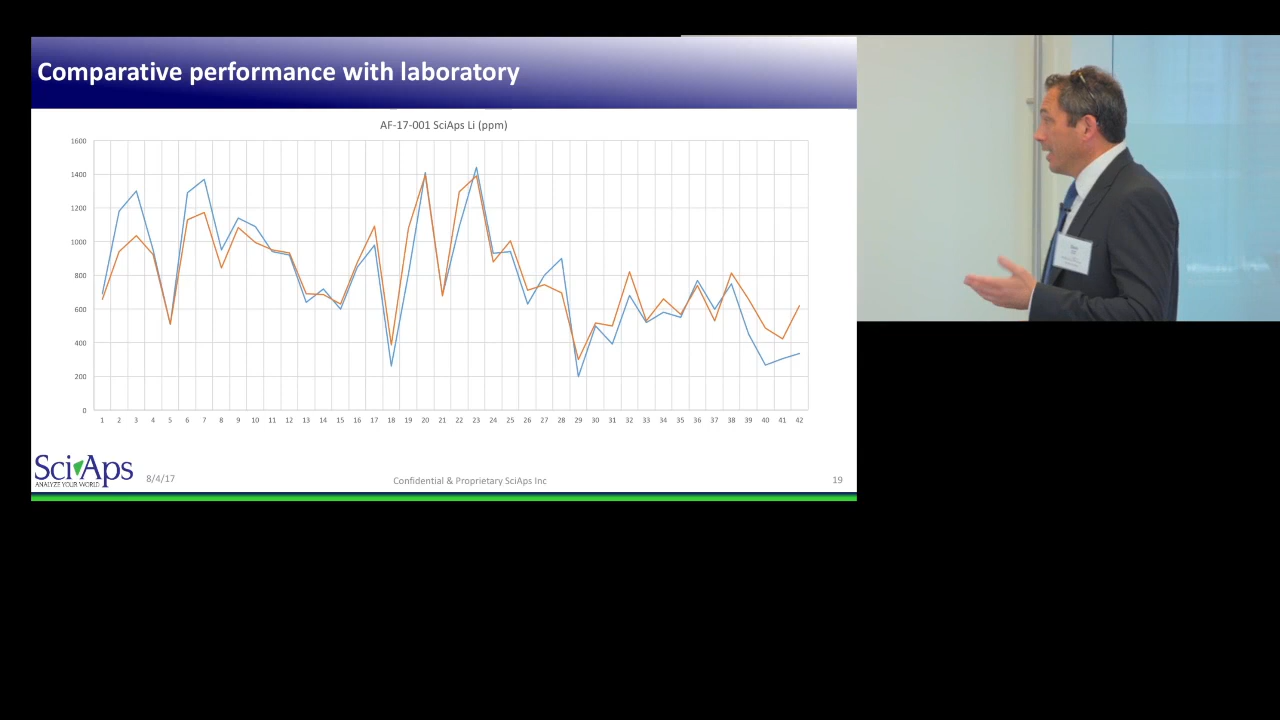 Comparative performance with laboratory
AF-17-001 SciAps Li (ppm)
1600
1400
1200
1000
800
600
400
200
0
1 2 3 4 5 6 7 8 9 10 11 12 13 14 15 16 17 18 19 20 21 22 23 24 25 26 27 28 29 30 31 32 33 34 35 36 37 38 39 40 41 42
SciAps
ANALYZE YOUR WORLD
8/4/17
Confidential & Proprietary SciAps Inc
19